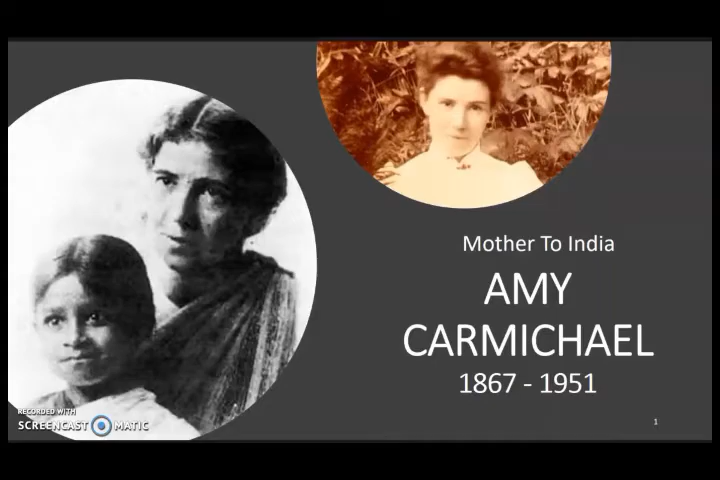 Mother To India
AMY
CARMICHAEL
1867 - 1951
RECORDED WITH
SCREENCAST MATIC
1